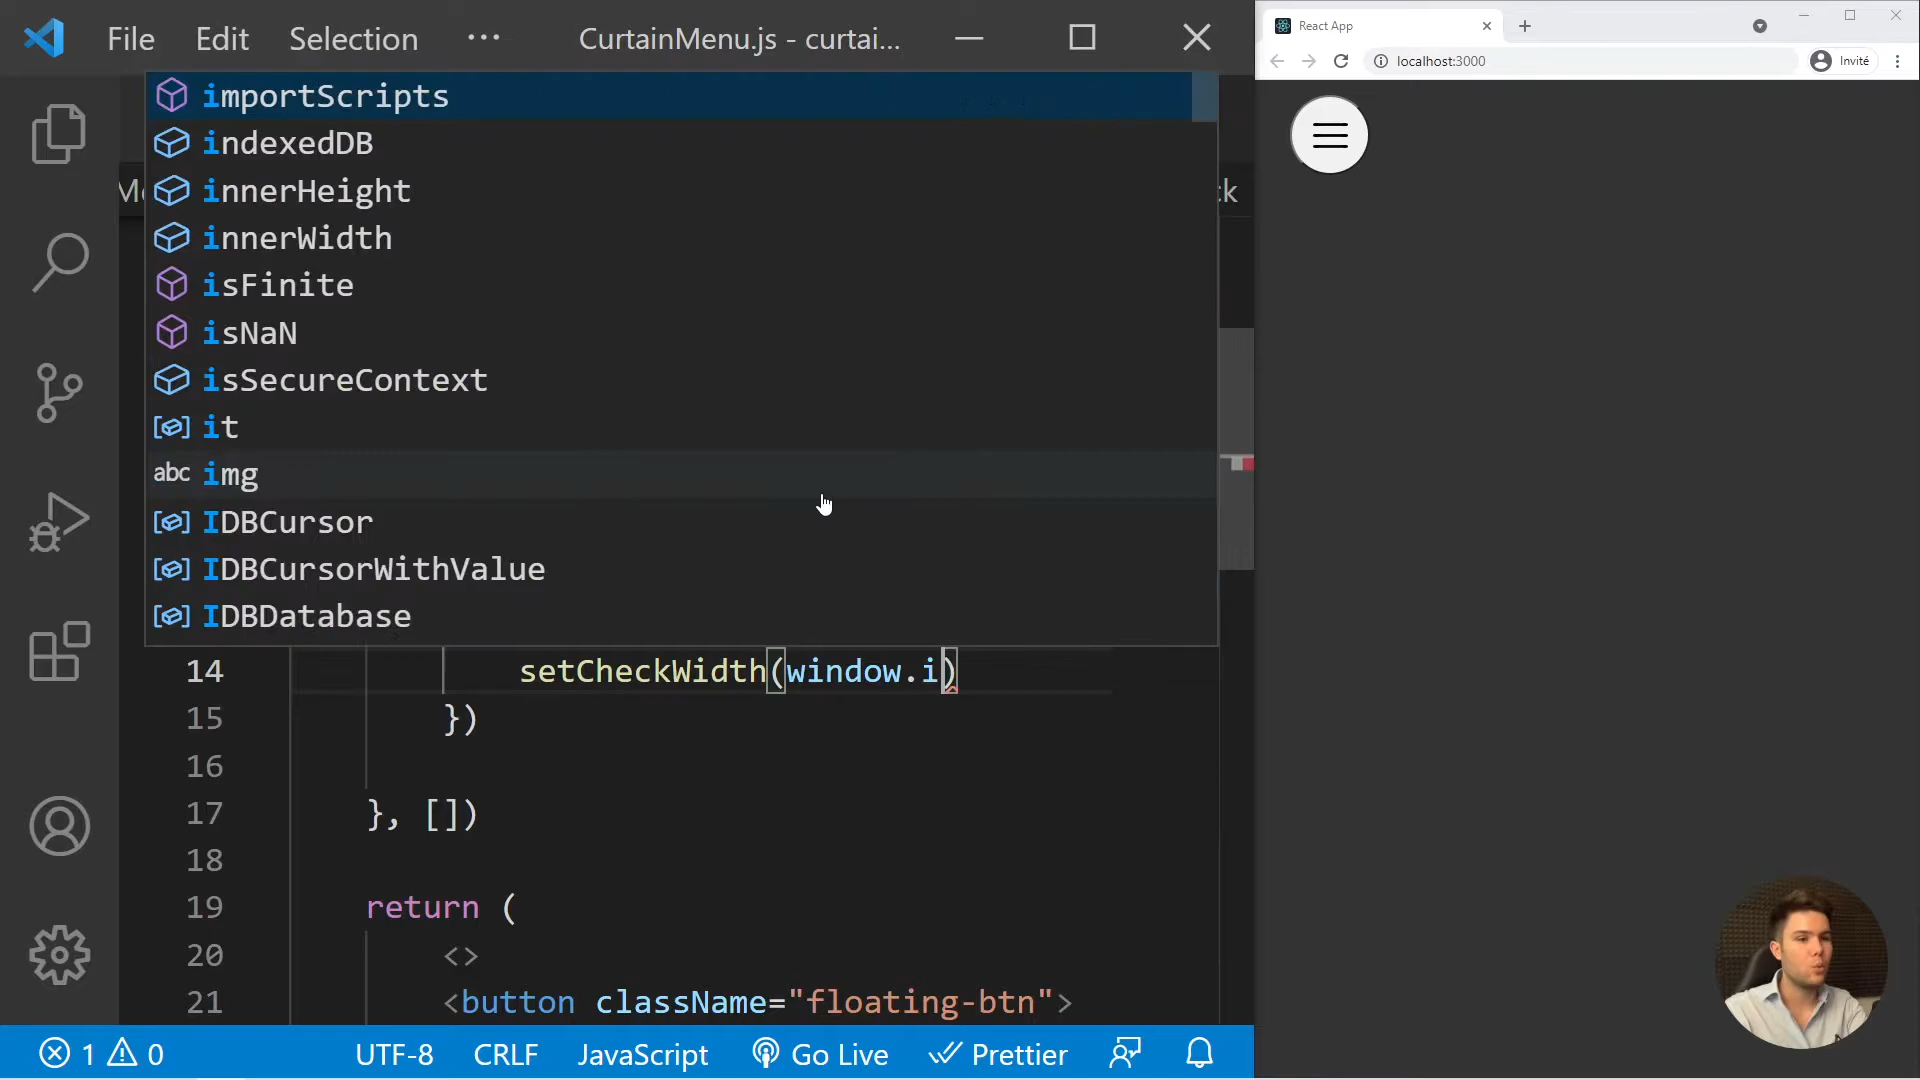 File Edit Selection ··· CurtainMenu.js - curtai...
importScripts
indexedDB
innerHeight
innerWidth
isFinite
isNaN
isSecureContext
it
abc img
IDBCursor
IDBCursorWithValue
IDBDatabase
14 setCheckWidth(window.i)
15 })
16
17 }, [])
18
19 return (
20 <>
21 <button className="floating-btn">
1 0 UTF-8 CRLF JavaScript Go Live Prettier
React App
localhost:3000 Invité